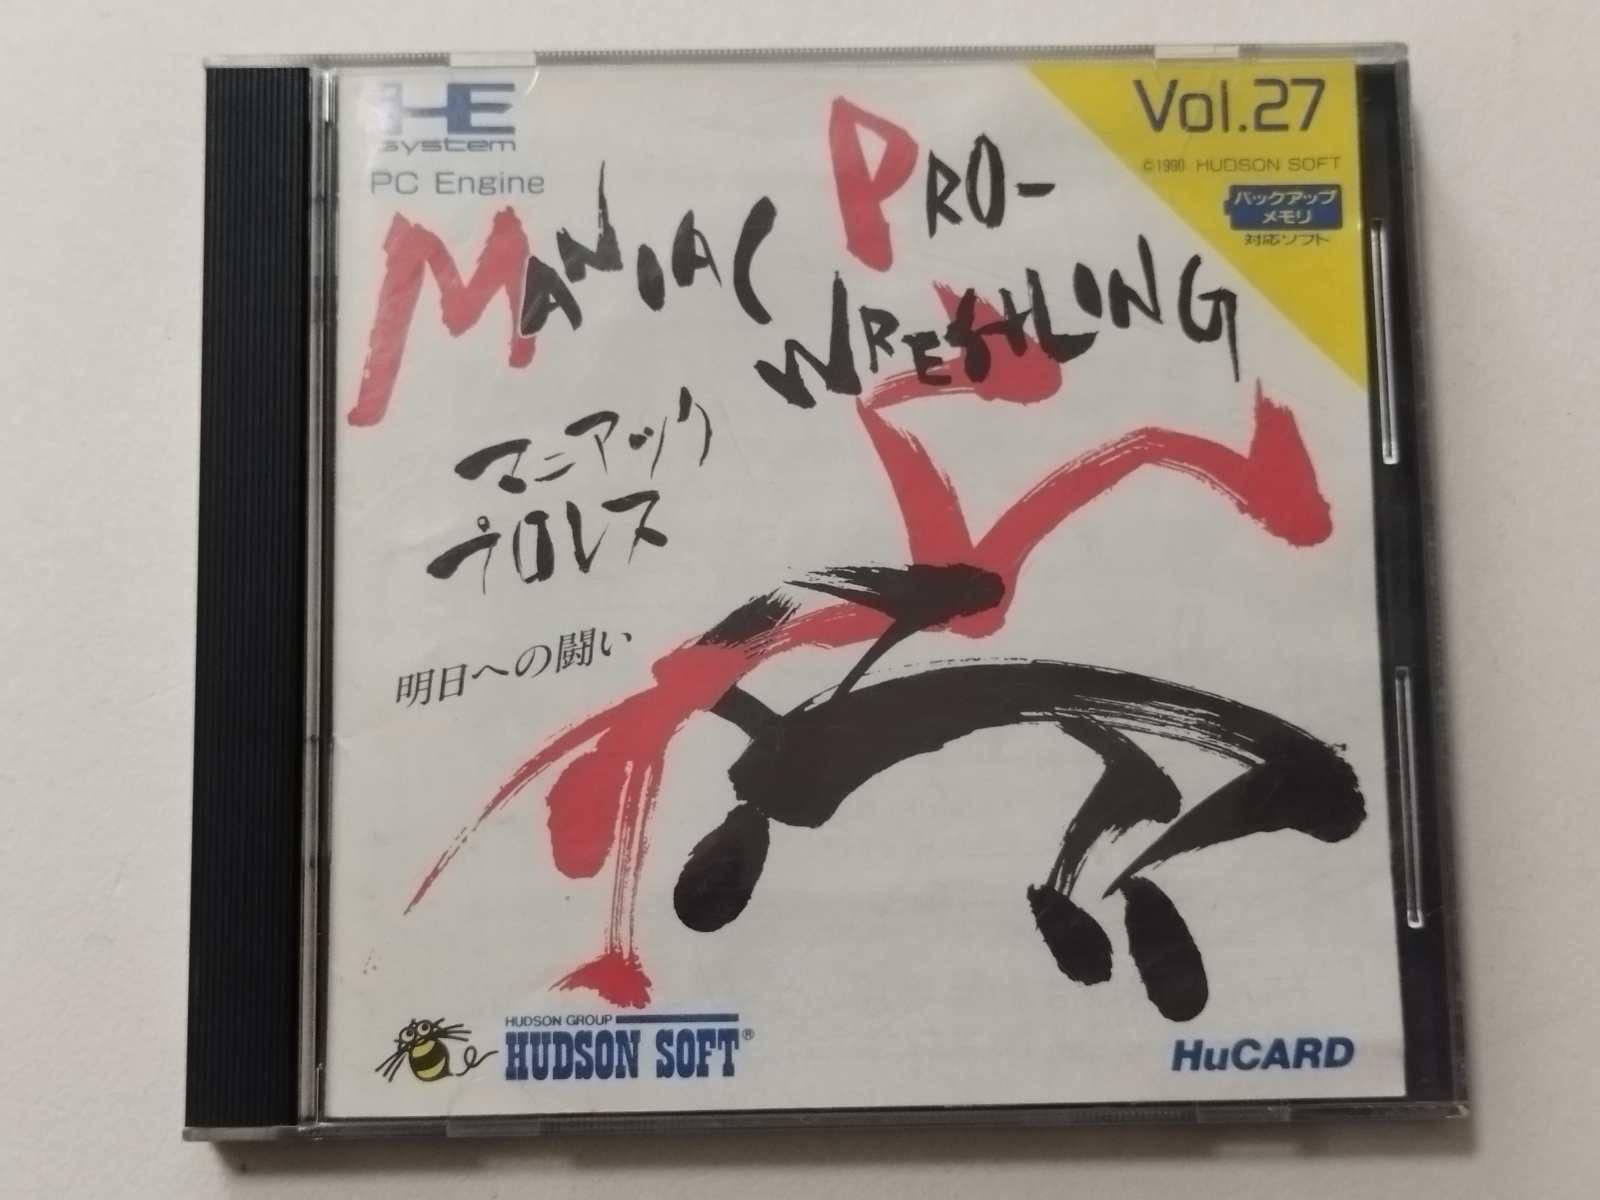 HE
system
PC Engine
Vol.27
©1990 HUDSON SOFT
バックアップ
メモリ
対応ソフト
MANIAC PRO-
WRESTLING
マニアック
プロレス
明日への闘い
HUDSON GROUP
HUDSON SOFT®
HuCARD